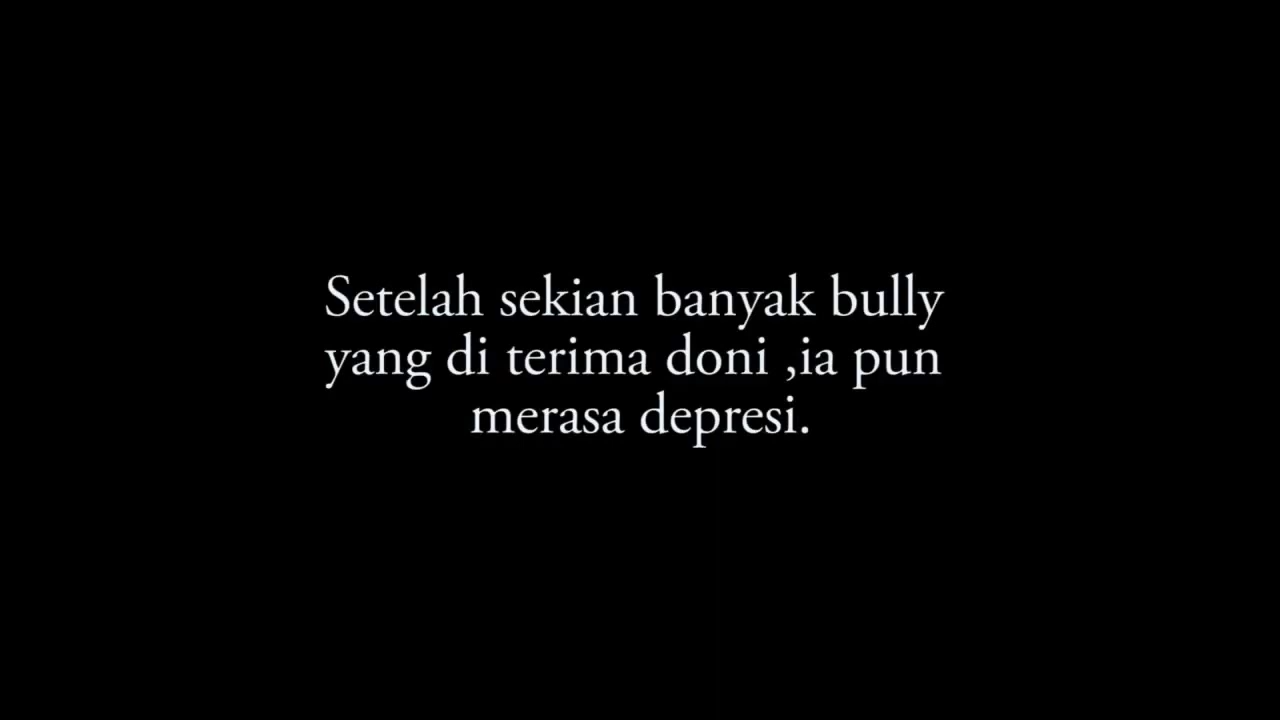 Setelah sekian banyak bully
yang di terima doni ,ia pun
merasa depresi.